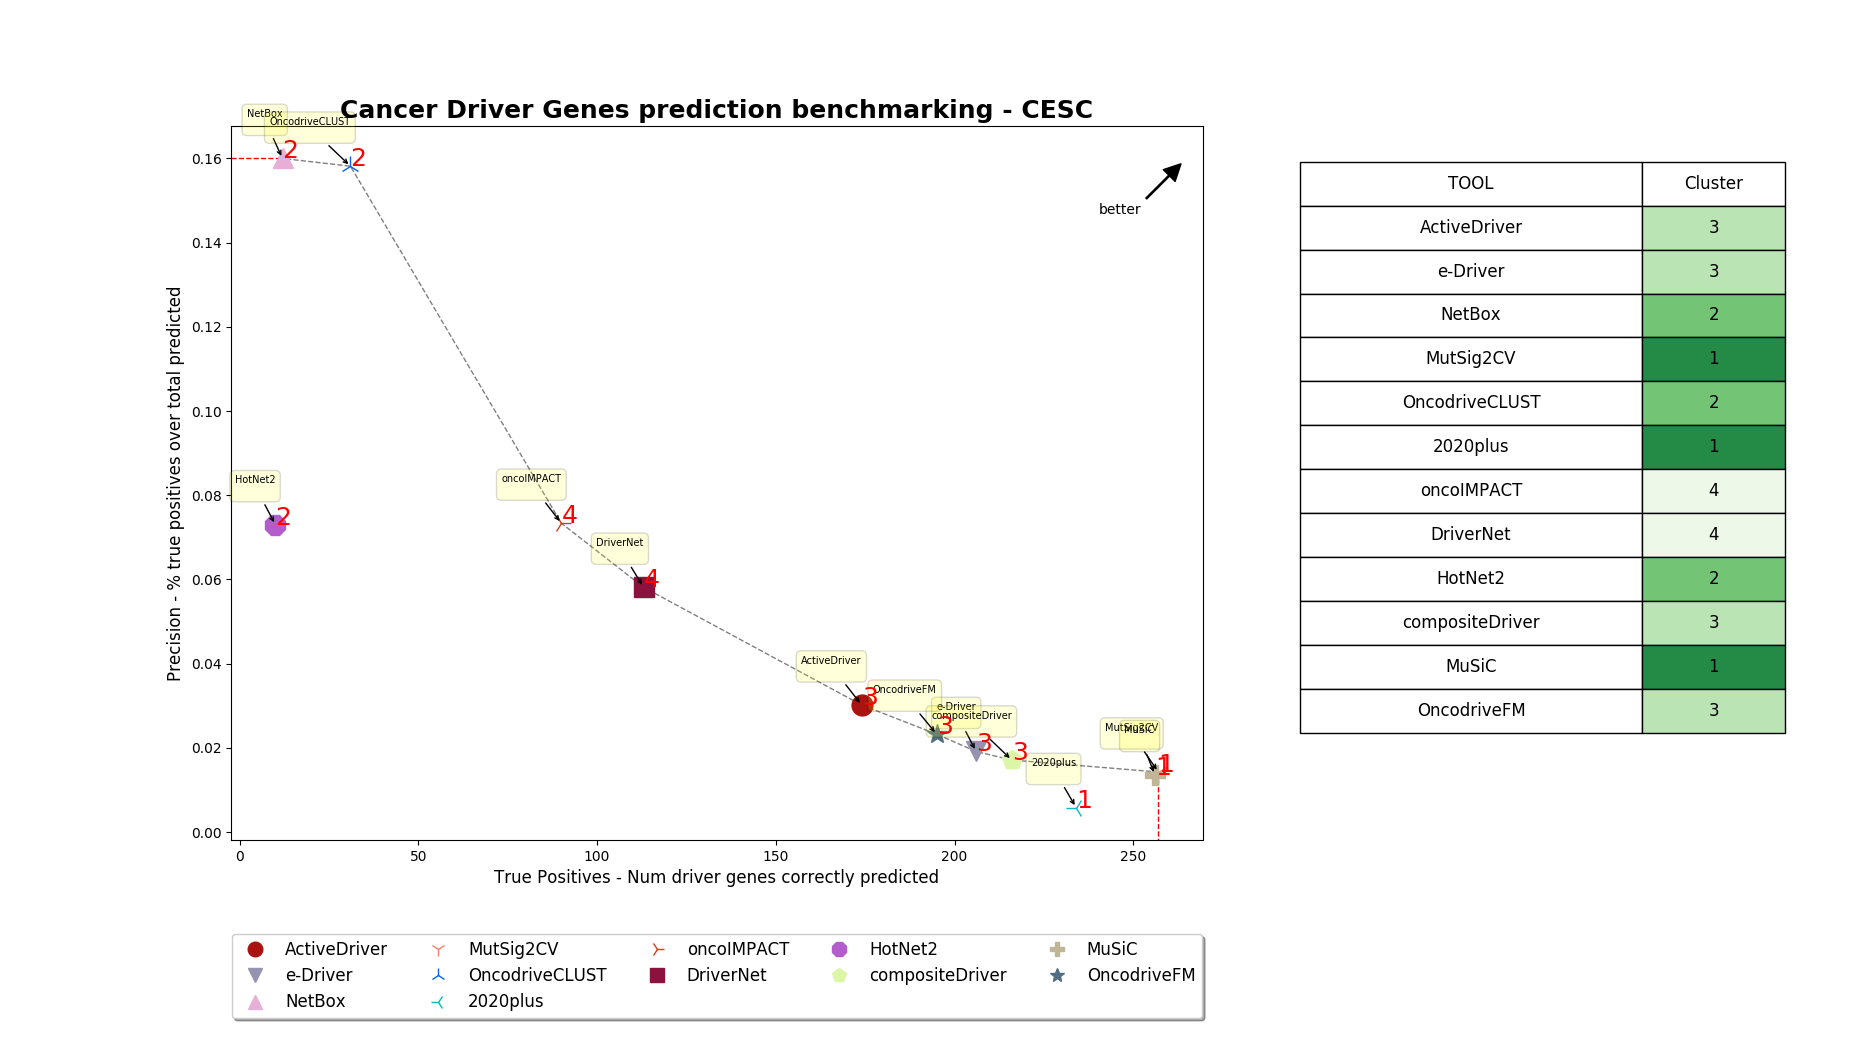 Cancer Driver Genes prediction benchmarking - CESC
NetBox
OncodriveCLUST
2
2
better
HotNet2
2
oncoIMPACT
4
DriverNet
4
ActiveDriver
3
OncodriveFM
3
e-Driver
3
compositeDriver
3
2020plus
1
MutSig2CV
1
MuSiC
1
0.16
0.14
0.12
0.10
0.08
0.06
0.04
0.02
0.00
Precision - % true positives over total predicted
0 50 100 150 200 250
True Positives - Num driver genes correctly predicted
ActiveDriver MutSig2CV oncoIMPACT HotNet2 MuSiC
e-Driver OncodriveCLUST DriverNet compositeDriver OncodriveFM
NetBox 2020plus
TOOL Cluster
ActiveDriver 3
e-Driver 3
NetBox 2
MutSig2CV 1
OncodriveCLUST 2
2020plus 1
oncoIMPACT 4
DriverNet 4
HotNet2 2
compositeDriver 3
MuSiC 1
OncodriveFM 3